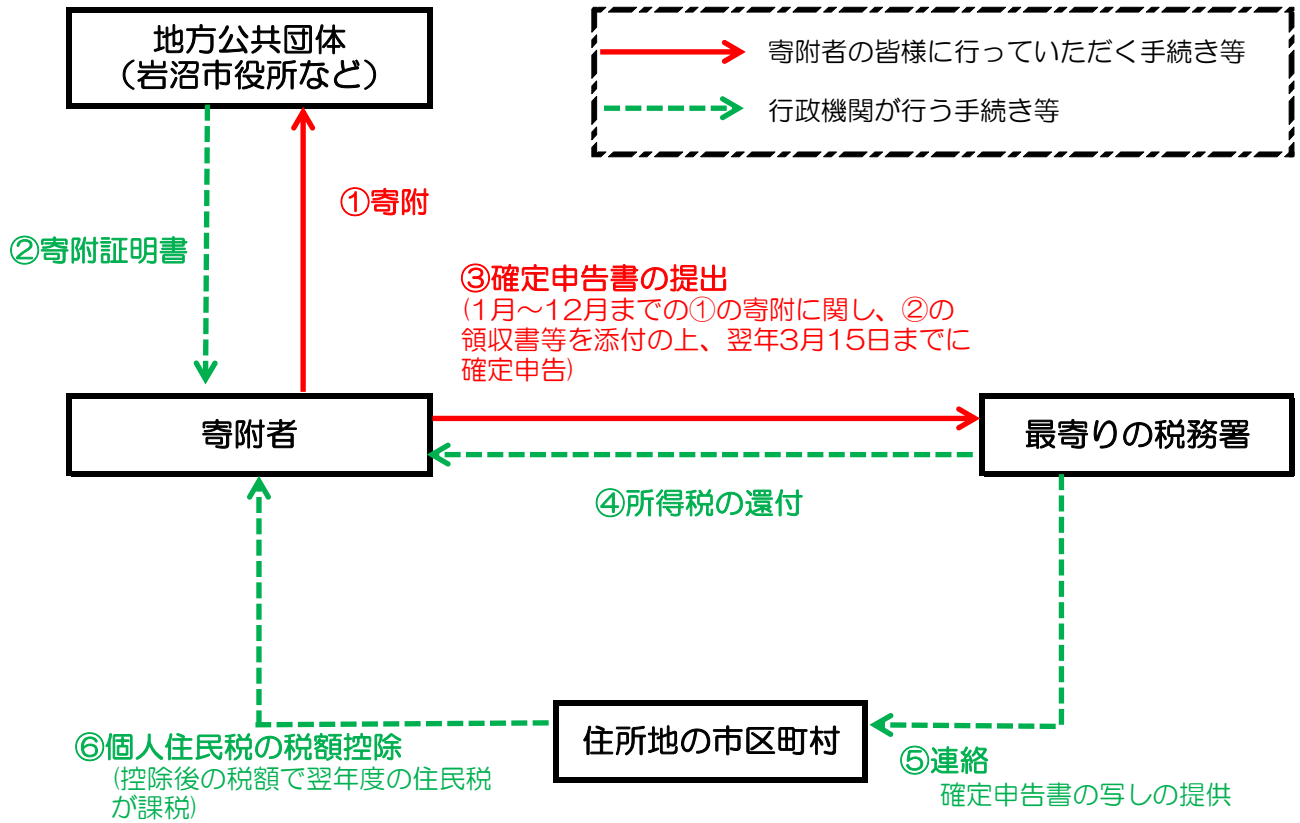 地方公共団体
（岩沼市役所など）
寄附者の皆様に行っていただく手続き等
行政機関が行う手続き等
①寄附
②寄附証明書
③確定申告書の提出
(1月～12月までの①の寄附に関し、②の
領収書等を添付の上、翌年3月15日までに
確定申告)
寄附者
最寄りの税務署
④所得税の還付
住所地の市区町村
⑥個人住民税の税額控除
(控除後の税額で翌年度の住民税
が課税)
⑤連絡
確定申告書の写しの提供